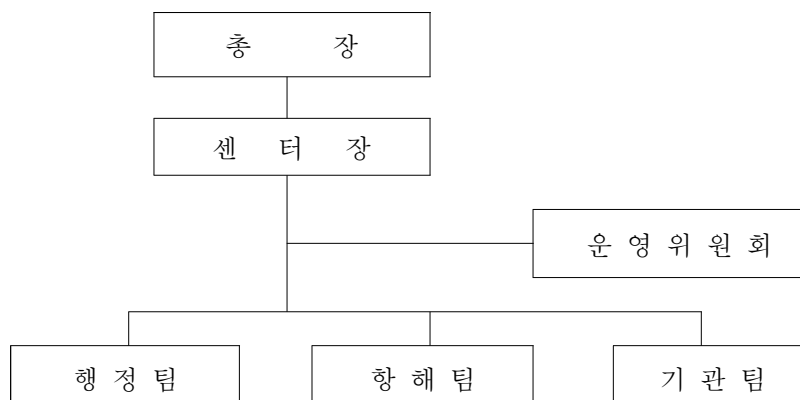 총 장
센 터 장
운 영 위 원 회
행 정 팀
항 해 팀
기 관 팀